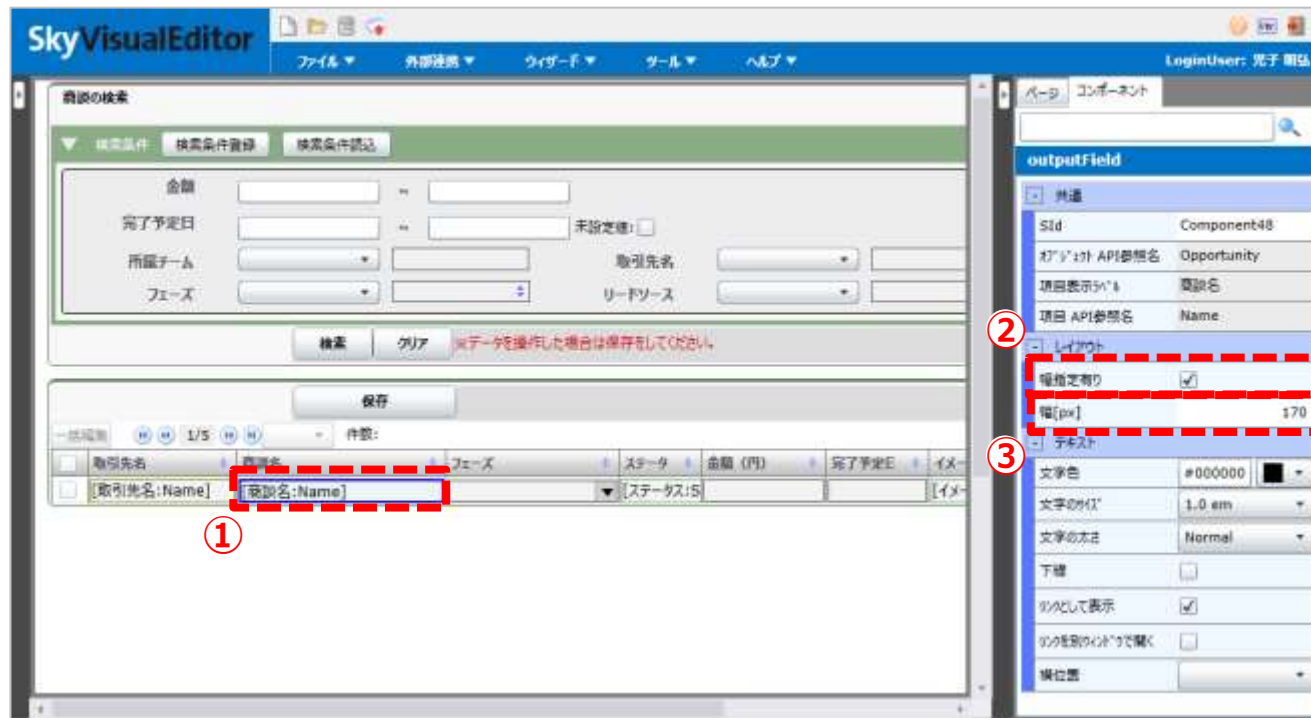 SkyVisualEditor
ファイル▼ 外部連携▼ ウィザード▼ ツール▼ ヘルプ▼
LoginUser: 児子 明弘
商談の検索
▼ 検索条件 検索条件登録 検索条件読込
金額 ~
完了予定日 ~ 未設定値:
所属チーム 取引先名
フェーズ リードソース
検索 クリア ※データを操作した場合は保存をしてください。
保存
一括編集 1/5 件数:
取引先名 商談名 フェーズ ステータ 金額 (円) 完了予定日 イメー
[取引先名:Name] [商談名:Name] [ステータス:S [イメー
①
ページ コンポーネント
outputField
共通
SId Component48
ｵﾌﾞｼﾞｪｸﾄ API参照名 Opportunity
項目表示ﾗﾍﾞﾙ 商談名
項目 API参照名 Name
②
レイアウト
幅指定有り
幅[px] 170
③
テキスト
文字色 #000000
文字のｻｲｽﾞ 1.0 em
文字の太さ Normal
下線
ﾘﾝｸとして表示
ﾘﾝｸを別ｳｨﾝﾄﾞｳで開く
横位置